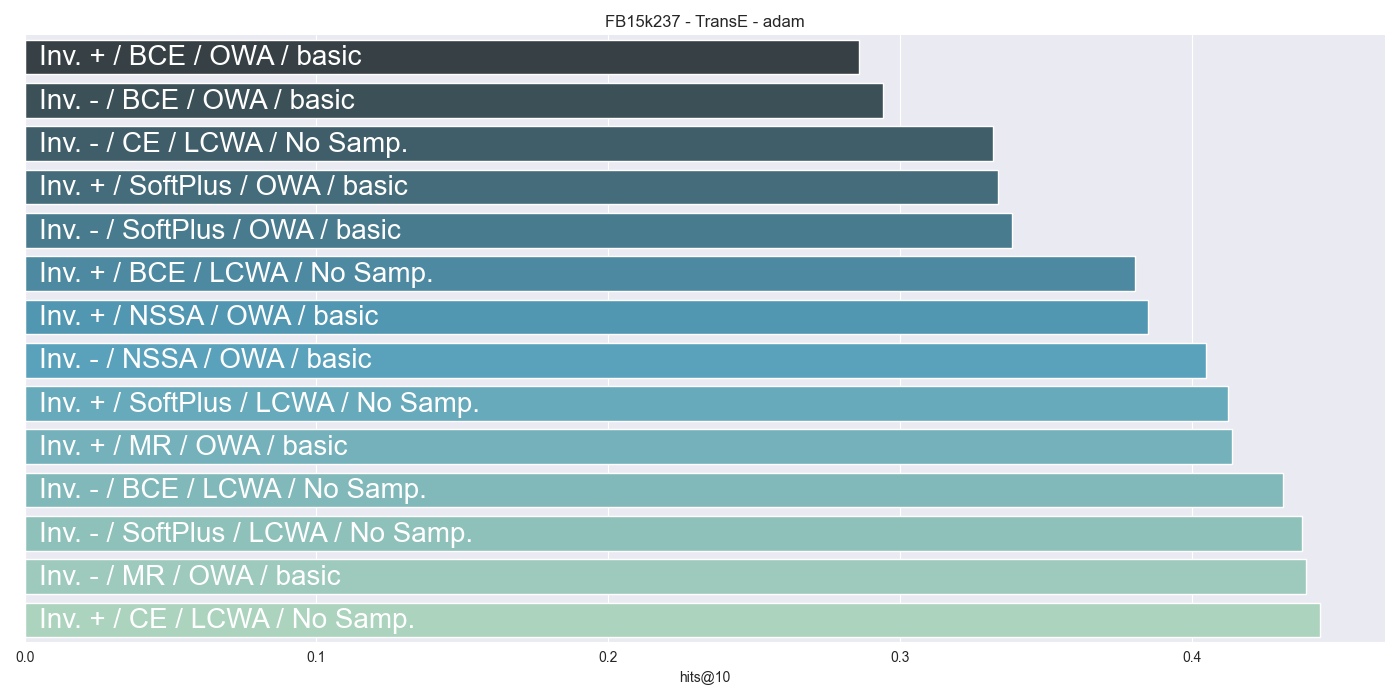 FB15k237 - TransE - adam
Inv. + / BCE / OWA / basic
Inv. - / BCE / OWA / basic
Inv. - / CE / LCWA / No Samp.
Inv. + / SoftPlus / OWA / basic
Inv. - / SoftPlus / OWA / basic
Inv. + / BCE / LCWA / No Samp.
Inv. + / NSSA / OWA / basic
Inv. - / NSSA / OWA / basic
Inv. + / SoftPlus / LCWA / No Samp.
Inv. + / MR / OWA / basic
Inv. - / BCE / LCWA / No Samp.
Inv. - / SoftPlus / LCWA / No Samp.
Inv. - / MR / OWA / basic
Inv. + / CE / LCWA / No Samp.
0.0 0.1 0.2 0.3 0.4
hits@10